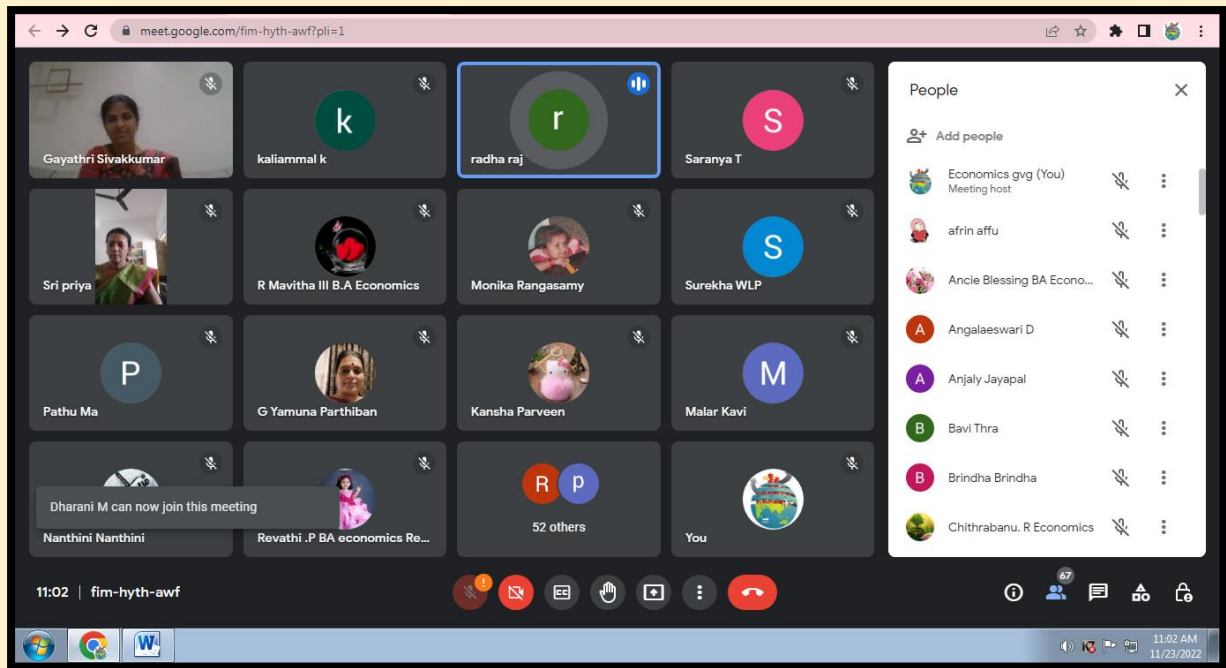 meet.google.com/fim-hyth-awf?pli=1
Gayathri Sivakkumar
k
kaliammal k
r
radha raj
S
Saranya T
Sri priya
R Mavitha III B.A Economics
Monika Rangasamy
S
Surekha WLP
P
Pathu Ma
G Yamuna Parthiban
Kansha Parveen
M
Malar Kavi
Dharani M can now join this meeting
Nanthini Nanthini
Revathi .P BA economics Re...
R p
52 others
You
People
Add people
Economics gvg (You)
Meeting host
afrin affu
Ancie Blessing BA Econo...
A
Angalaeswari D
A
Anjaly Jayapal
B
Bavi Thra
B
Brindha Brindha
Chithrabanu. R Economics
11:02 | fim-hyth-awf
!
CC
67
W
11:02 AM
11/23/2022